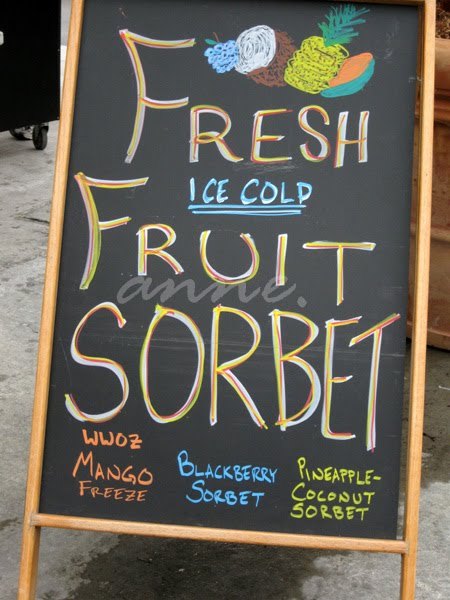 FRESH
ICE COLD
FRUIT
anne.
SORBET
WWOZ
MANGO
FREEZE
BLACKBERRY
SORBET
PINEAPPLE-
COCONUT
SORBET